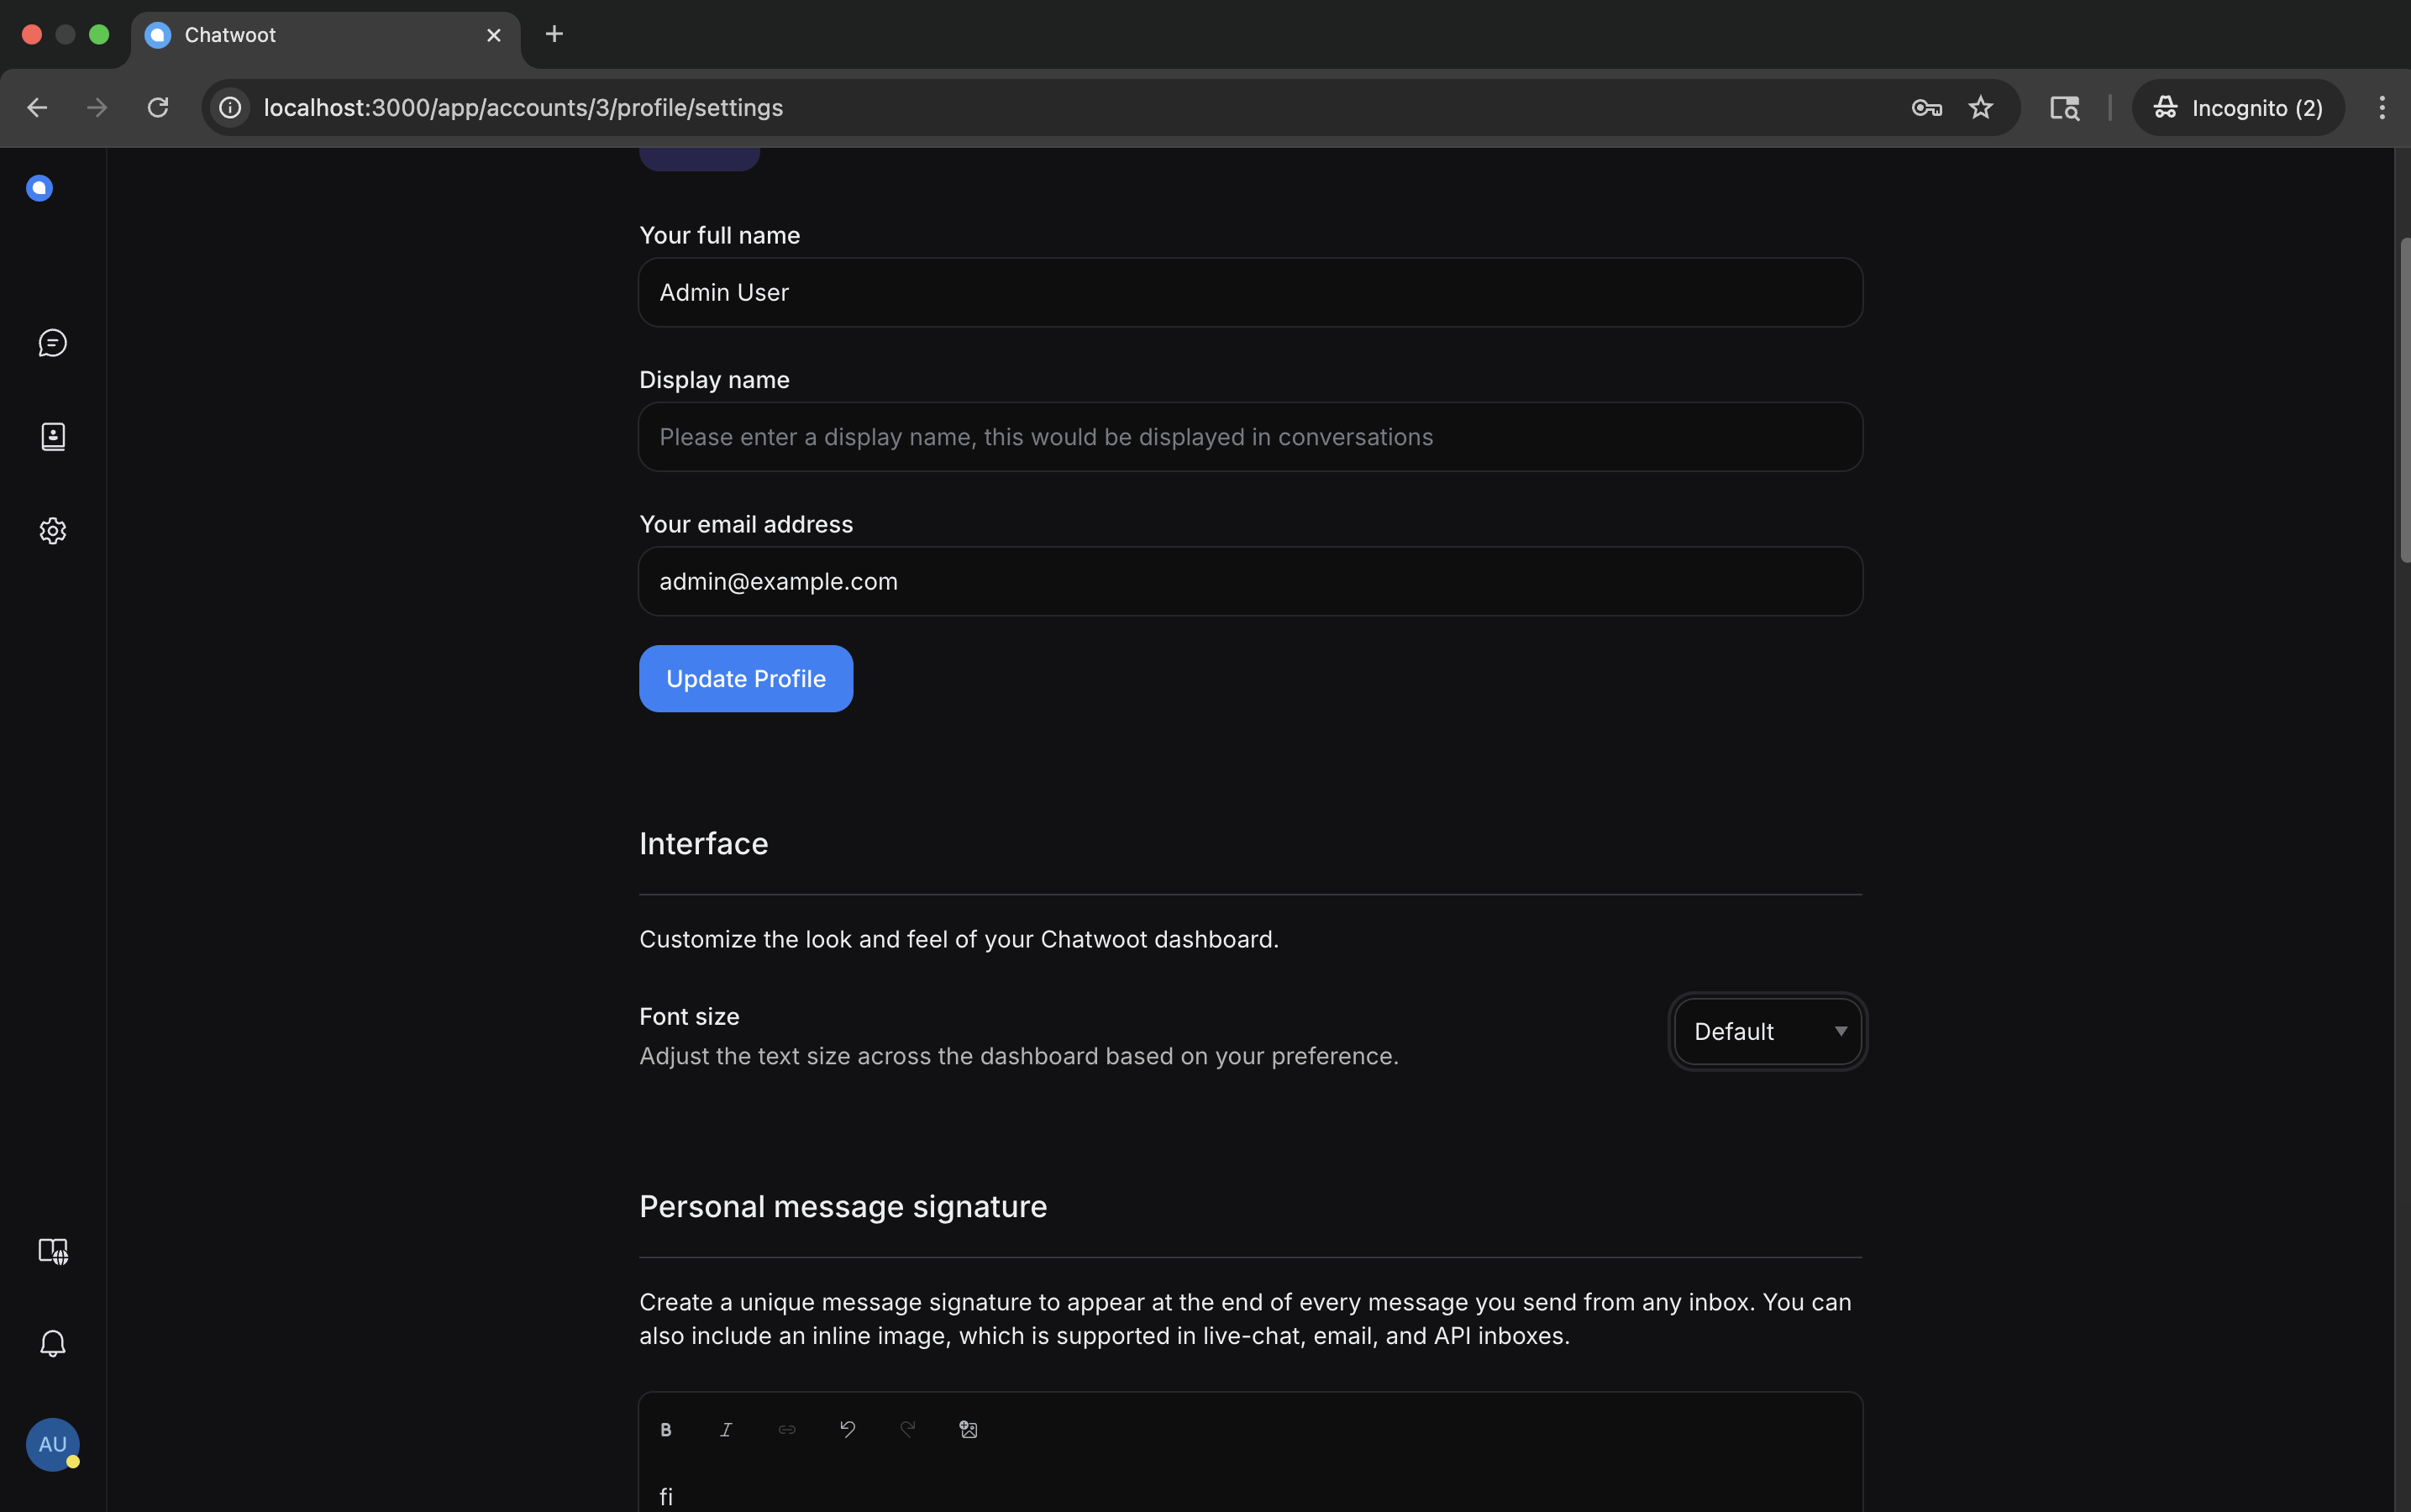 Chatwoot
localhost:3000/app/accounts/3/profile/settings
Incognito (2)
Your full name
Admin User
Display name
Please enter a display name, this would be displayed in conversations
Your email address
admin@example.com
Update Profile
Interface
Customize the look and feel of your Chatwoot dashboard.
Font size
Adjust the text size across the dashboard based on your preference.
Default
Personal message signature
Create a unique message signature to appear at the end of every message you send from any inbox. You can
also include an inline image, which is supported in live-chat, email, and API inboxes.
B I
fi
AU